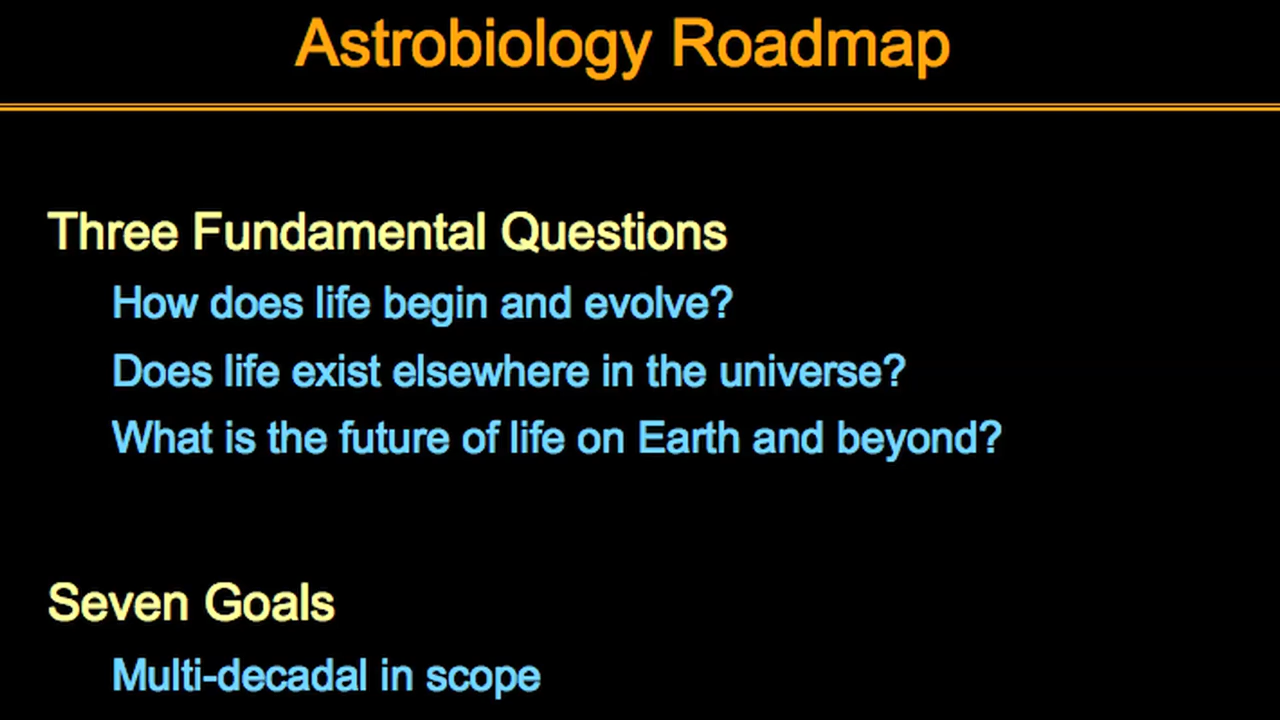 Astrobiology Roadmap
Three Fundamental Questions
How does life begin and evolve?
Does life exist elsewhere in the universe?
What is the future of life on Earth and beyond?
Seven Goals
Multi-decadal in scope